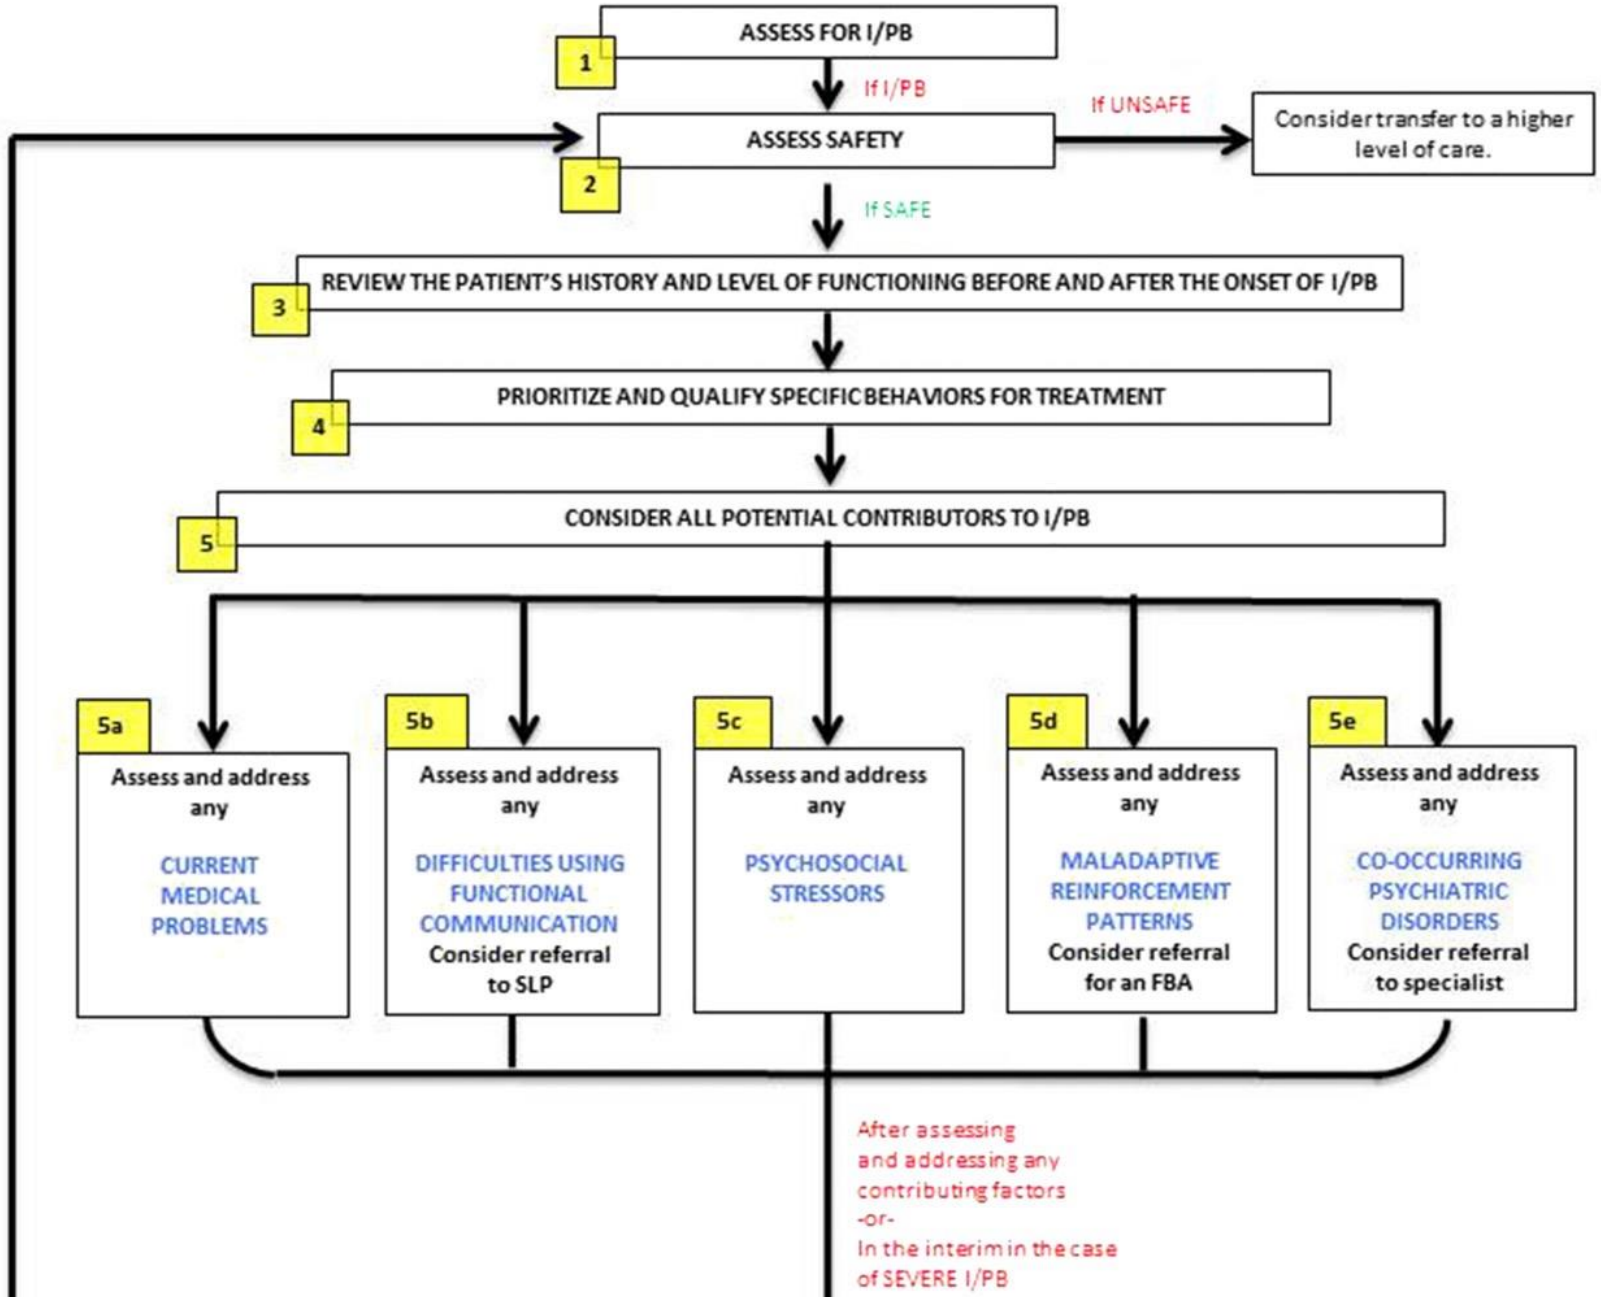 ASSESS FOR I/PB
1
If I/PB
If UNSAFE
ASSESS SAFETY
2
Consider transfer to a higher
level of care.
If SAFE
REVIEW THE PATIENT'S HISTORY AND LEVEL OF FUNCTIONING BEFORE AND AFTER THE ONSET OF I/PB
3
PRIORITIZE AND QUALIFY SPECIFIC BEHAVIORS FOR TREATMENT
4
CONSIDER ALL POTENTIAL CONTRIBUTORS TO I/PB
5
5a
Assess and address
any
CURRENT
MEDICAL
PROBLEMS
5b
Assess and address
any
DIFFICULTIES USING
FUNCTIONAL
COMMUNICATION
Consider referral
to SLP
5c
Assess and address
any
PSYCHOSOCIAL
STRESSORS
5d
Assess and address
any
MALADAPTIVE
REINFORCEMENT
PATTERNS
Consider referral
for an FBA
5e
Assess and address
any
CO-OCCURRING
PSYCHIATRIC
DISORDERS
Consider referral
to specialist
After assessing
and addressing any
contributing factors
-or-
In the interim in the case
of SEVERE I/PB